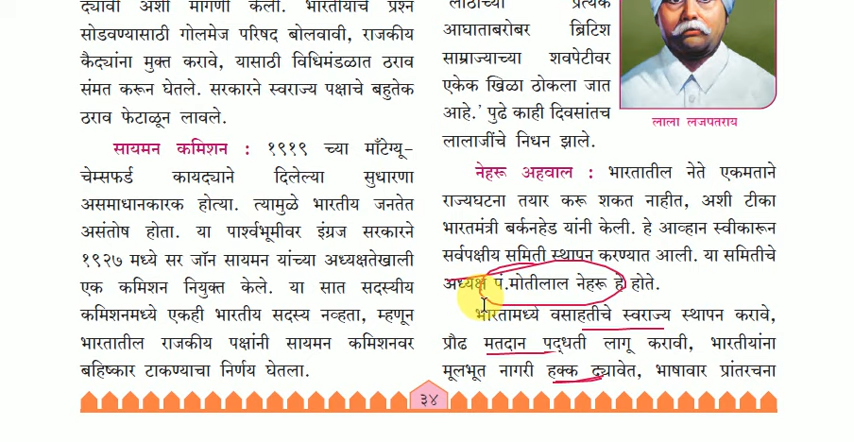 द्यावी अशी मागणी केली. भारतीयांचे प्रश्न
सोडवण्यासाठी गोलमेज परिषद बोलवावी, राजकीय
कैद्यांना मुक्त करावे, यासाठी विधिमंडळात ठराव
संमत करून घेतले. सरकारने स्वराज्य पक्षाचे बहुतेक
ठराव फेटाळून लावले.
सायमन कमिशन : १९१९ च्या माँटेग्यू-
चेम्सफर्ड कायद्याने दिलेल्या सुधारणा
असमाधानकारक होत्या. त्यामुळे भारतीय जनतेत
असंतोष होता. या पार्श्वभूमीवर इंग्रज सरकारने
१९२७ मध्ये सर जॉन सायमन यांच्या अध्यक्षतेखाली
एक कमिशन नियुक्त केले. या सात सदस्यीय
कमिशनमध्ये एकही भारतीय सदस्य नव्हता, म्हणून
भारतातील राजकीय पक्षांनी सायमन कमिशनवर
बहिष्कार टाकण्याचा निर्णय घेतला.
'लाठीच्या प्रत्येक
आघाताबरोबर ब्रिटिश
साम्राज्याच्या शवपेटीवर
एकेक खिळा ठोकला जात
आहे.' पुढे काही दिवसांतच
लालाजींचे निधन झाले.
लाला लजपतराय
नेहरू अहवाल : भारतातील नेते एकमताने
राज्यघटना तयार करू शकत नाहीत, अशी टीका
भारतमंत्री बर्कनहेड यांनी केली. हे आव्हान स्वीकारून
सर्वपक्षीय समिती स्थापन करण्यात आली. या समितीचे
अध्यक्ष पं.मोतीलाल नेहरू हे होते.
भारतामध्ये वसाहतीचे स्वराज्य स्थापन करावे,
प्रौढ मतदान पद्धती लागू करावी, भारतीयांना
मूलभूत नागरी हक्क द्यावेत, भाषावार प्रांतरचना
३४